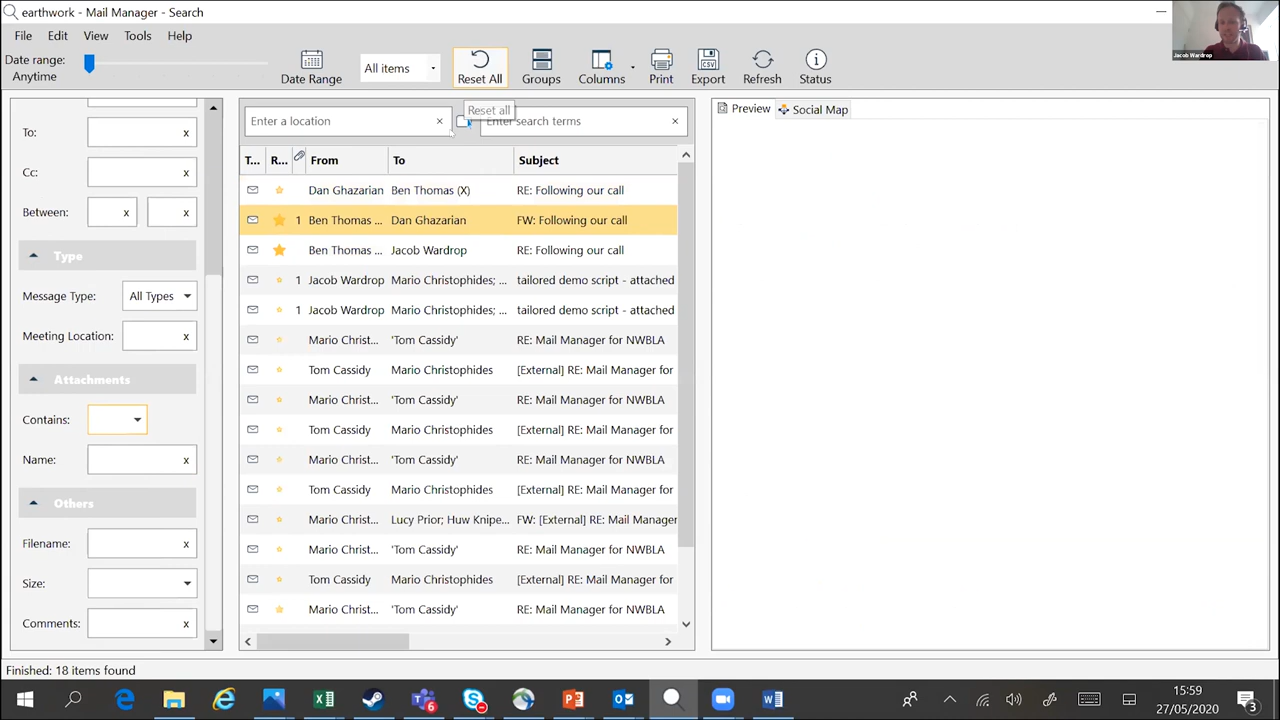 earthwork - Mail Manager - Search
File Edit View Tools Help
Date range:
Anytime
Date Range
All items
Reset All
Groups
Columns
Print
Export
Refresh
Status
Jacob Wardrop
Reset all
To: x
Cc: x
Between: x x
Type
Message Type: All Types
Meeting Location: x
Attachments
Contains:
Name: x
Others
Filename: x
Size:
Comments: x
Enter a location x
Enter search terms x
T... R... From To Subject
Dan Ghazarian Ben Thomas (X) RE: Following our call
1 Ben Thomas ... Dan Ghazarian FW: Following our call
Ben Thomas ... Jacob Wardrop RE: Following our call
1 Jacob Wardrop Mario Christophides; ... tailored demo script - attached
1 Jacob Wardrop Mario Christophides; ... tailored demo script - attached
Mario Christ... 'Tom Cassidy' RE: Mail Manager for NWBLA
Tom Cassidy Mario Christophides [External] RE: Mail Manager for
Mario Christ... 'Tom Cassidy' RE: Mail Manager for NWBLA
Tom Cassidy Mario Christophides [External] RE: Mail Manager for
Mario Christ... 'Tom Cassidy' RE: Mail Manager for NWBLA
Tom Cassidy Mario Christophides [External] RE: Mail Manager for
Mario Christ... Lucy Prior; Huw Knipe... FW: [External] RE: Mail Manager
Mario Christ... 'Tom Cassidy' RE: Mail Manager for NWBLA
Tom Cassidy Mario Christophides [External] RE: Mail Manager for
Mario Christ... 'Tom Cassidy' RE: Mail Manager for NWBLA
Preview Social Map
Finished: 18 items found
15:59
27/05/2020
6
3